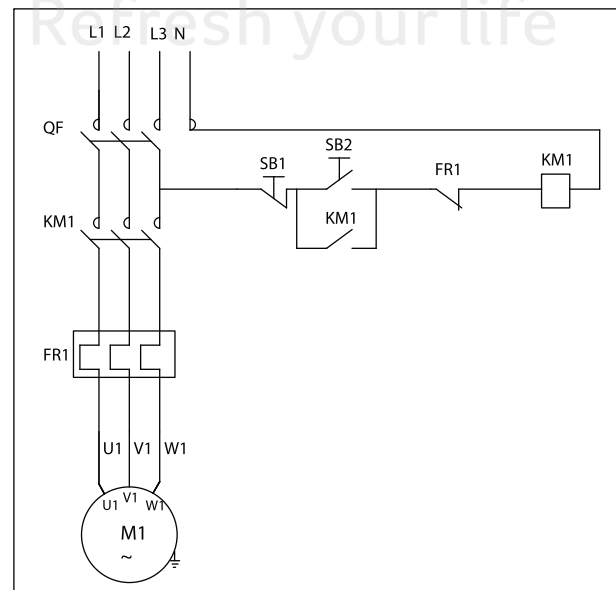 Refresh your life
L1 L2 L3 N
QF
SB1
SB2
FR1
KM1
KM1
KM1
FR1
U1 V1 W1
U1 V1 W1
M1
~